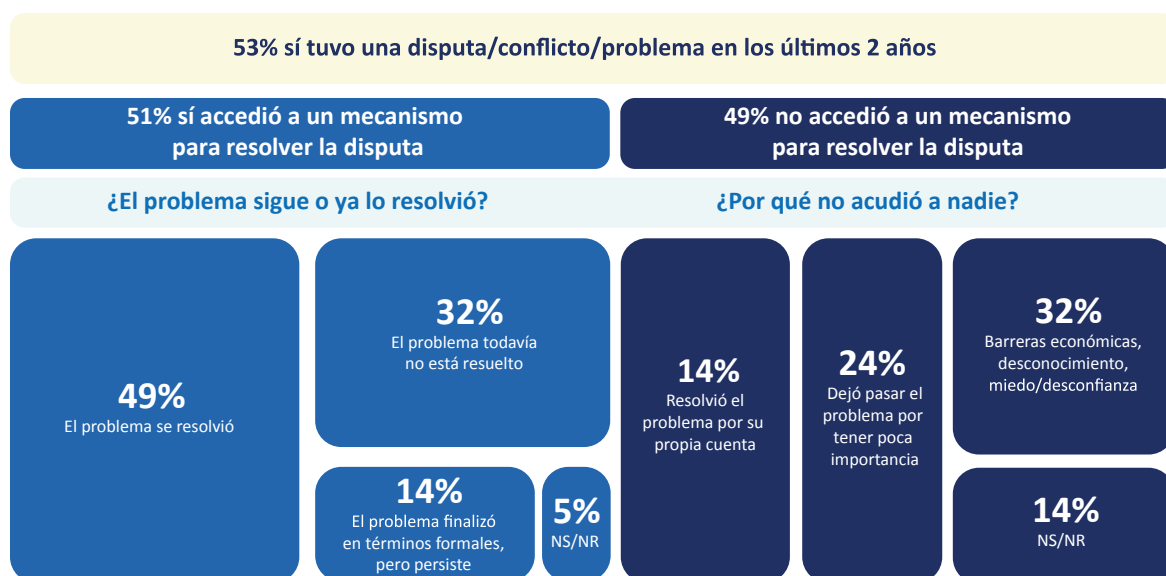 53% sí tuvo una disputa/conflicto/problema en los últimos 2 años
51% sí accedió a un mecanismo
para resolver la disputa
49% no accedió a un mecanismo
para resolver la disputa
¿El problema sigue o ya lo resolvió?
¿Por qué no acudió a nadie?
49%
El problema se resolvió
32%
El problema todavía
no está resuelto
14%
El problema finalizó
en términos formales,
pero persiste
5%
NS/NR
14%
Resolvió el
problema por su
propia cuenta
24%
Dejó pasar el
problema por
tener poca
importancia
32%
Barreras económicas,
desconocimiento,
miedo/desconfianza
14%
NS/NR